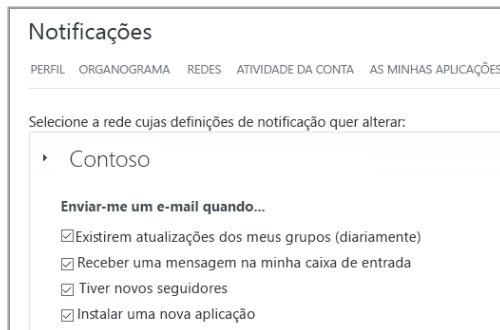 Notificações
PERFIL ORGANOGRAMA REDES ATIVIDADE DA CONTA AS MINHAS APLICAÇÕES
Selecione a rede cujas definições de notificação quer alterar:
Contoso
Enviar-me um e-mail quando...
Existirem atualizações dos meus grupos (diariamente)
Receber uma mensagem na minha caixa de entrada
Tiver novos seguidores
Instalar uma nova aplicação